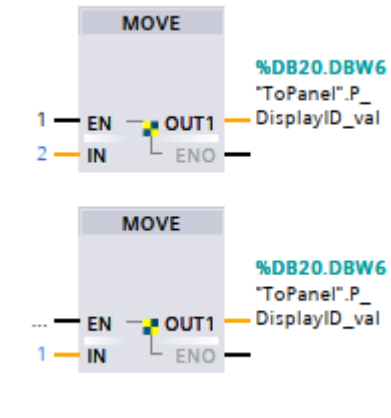 MOVE
%DB20.DBW6
"ToPanel".P_
1 EN OUT1 DisplayID_val
2 IN ENO
MOVE
%DB20.DBW6
"ToPanel".P_
... EN OUT1 DisplayID_val
1 IN ENO